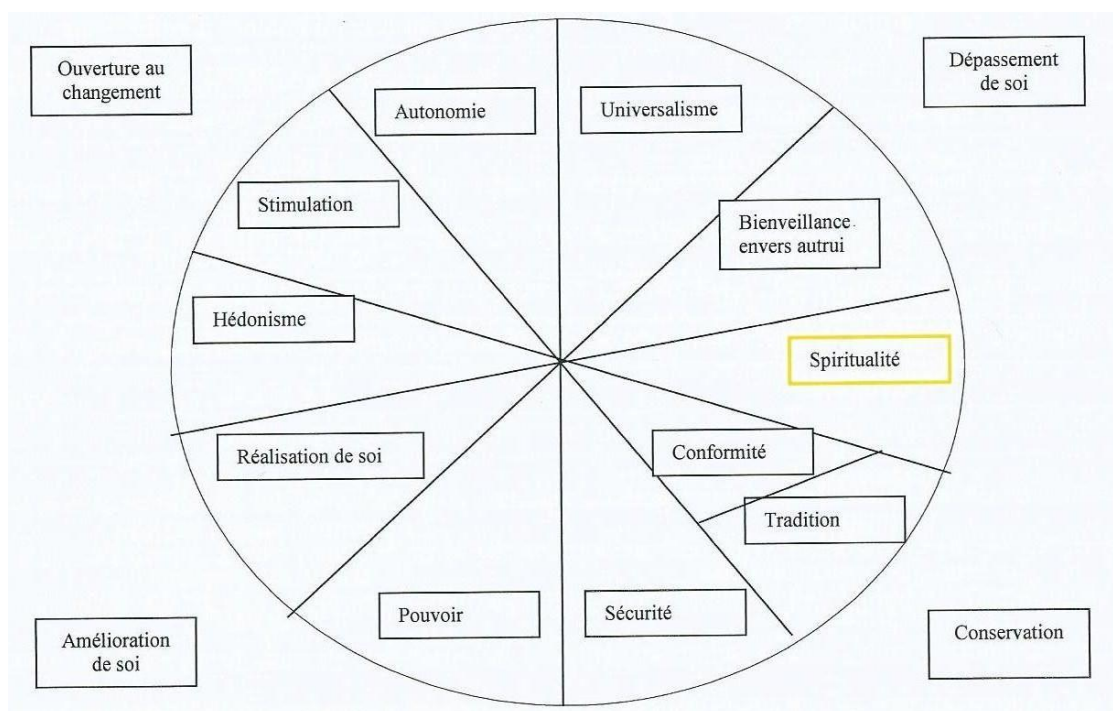 Ouverture au
changement
Dépassement
de soi
Autonomie
Universalisme
Stimulation
Bienveillance
envers autrui
Hédonisme
Spiritualité
Réalisation de soi
Conformité
Tradition
Pouvoir
Sécurité
Amélioration
de soi
Conservation